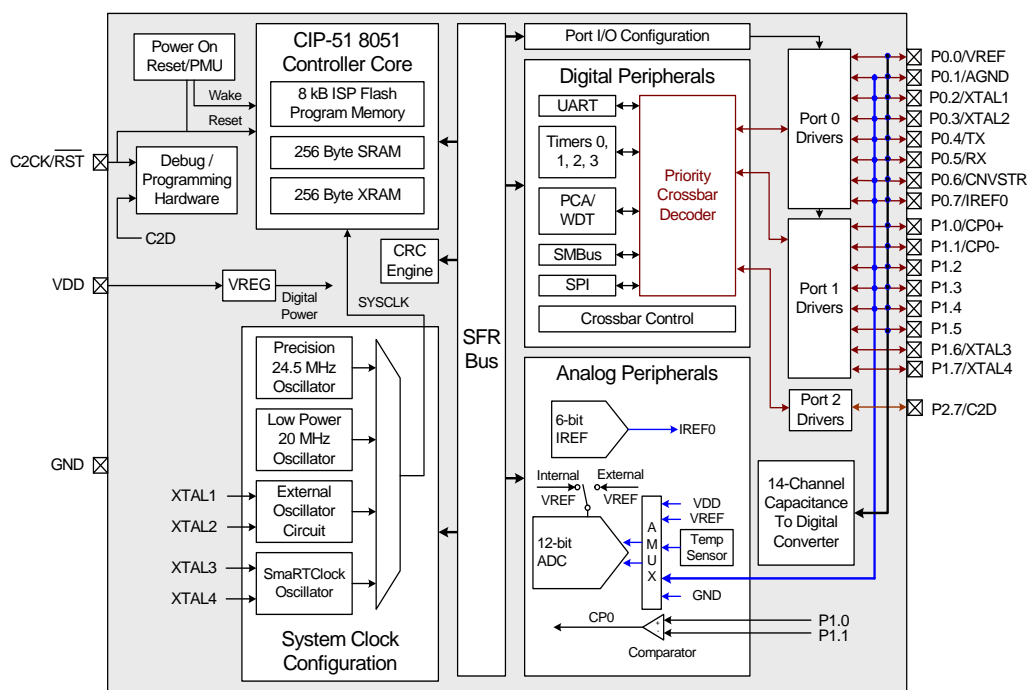 Power On
Reset/PMU
Wake
Reset
C2CK/RST
Debug /
Programming
Hardware
C2D
VDD
VREG
Digital
Power
GND
CIP-51 8051
Controller Core
8 kB ISP Flash
Program Memory
256 Byte SRAM
256 Byte XRAM
CRC
Engine
SYSCLK
Precision
24.5 MHz
Oscillator
Low Power
20 MHz
Oscillator
XTAL1
XTAL2
External
Oscillator
Circuit
XTAL3
XTAL4
SmaRTClock
Oscillator
System Clock
Configuration
SFR
Bus
Port I/O Configuration
Digital Peripherals
UART
Timers 0,
1, 2, 3
PCA/
WDT
SMBus
SPI
Priority
Crossbar
Decoder
Crossbar Control
Analog Peripherals
6-bit
IREF
IREF0
Internal
External
VREF
VREF
12-bit
ADC
A
M
U
X
VDD
VREF
Temp
Sensor
GND
CP0
+
-
Comparator
P1.0
P1.1
Port 0
Drivers
Port 1
Drivers
Port 2
Drivers
14-Channel
Capacitance
To Digital
Converter
P0.0/VREF
P0.1/AGND
P0.2/XTAL1
P0.3/XTAL2
P0.4/TX
P0.5/RX
P0.6/CNVSTR
P0.7/IREF0
P1.0/CP0+
P1.1/CP0-
P1.2
P1.3
P1.4
P1.5
P1.6/XTAL3
P1.7/XTAL4
P2.7/C2D